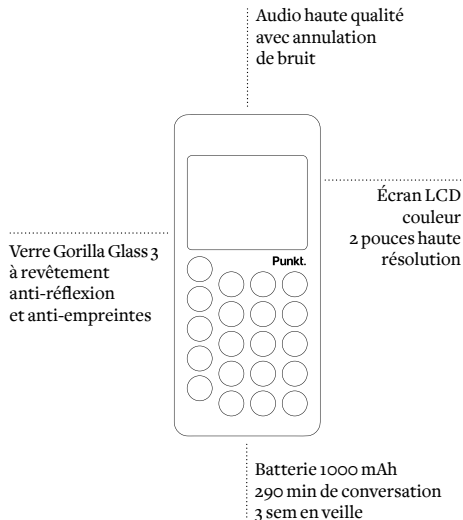 Audio haute qualité
avec annulation
de bruit
Écran LCD
couleur
2 pouces haute
résolution
Verre Gorilla Glass 3
à revêtement
anti-réflexion
et anti-empreintes
Punkt.
Batterie 1000 mAh
290 min de conversation
3 sem en veille